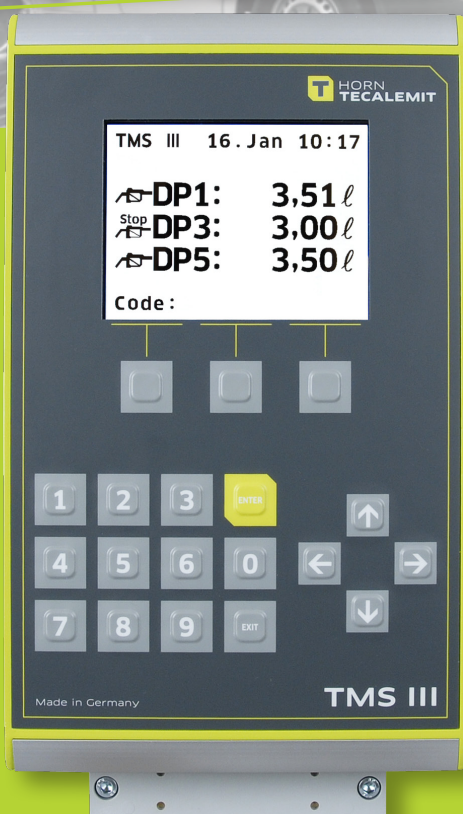 HORN
TECALEMIT
TMS III 16.Jan 10:17
DP1: 3,51 ℓ
Stop
DP3: 3,00 ℓ
DP5: 3,50 ℓ
Code:
1 2 3 ENTER
4 5 6 0
7 8 9 EXIT
Made in Germany
TMS III